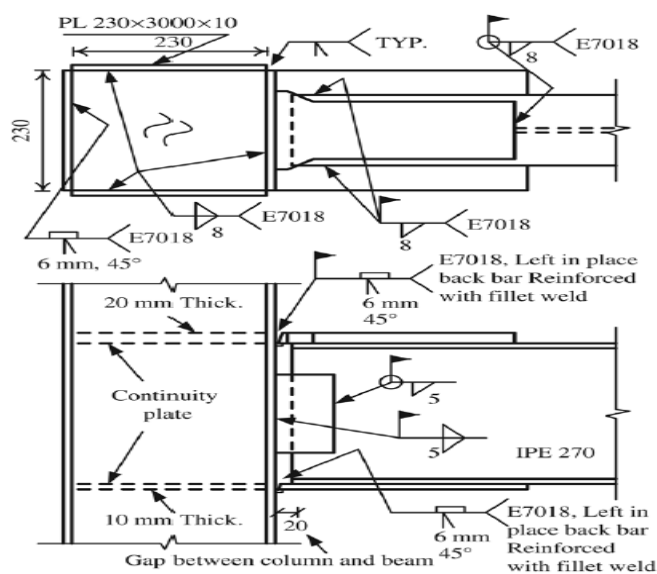 PL 230×3000×10
230
TYP.
8
E7018
230
E7018
8
E7018
6 mm, 45°
8
E7018
E7018, Left in place
back bar Reinforced
with fillet weld
6 mm
45°
20 mm Thick.
Continuity
plate
5
5
IPE 270
10 mm Thick.
20
Gap between column and beam
6 mm
45°
E7018, Left in
place back bar
Reinforced
with fillet weld